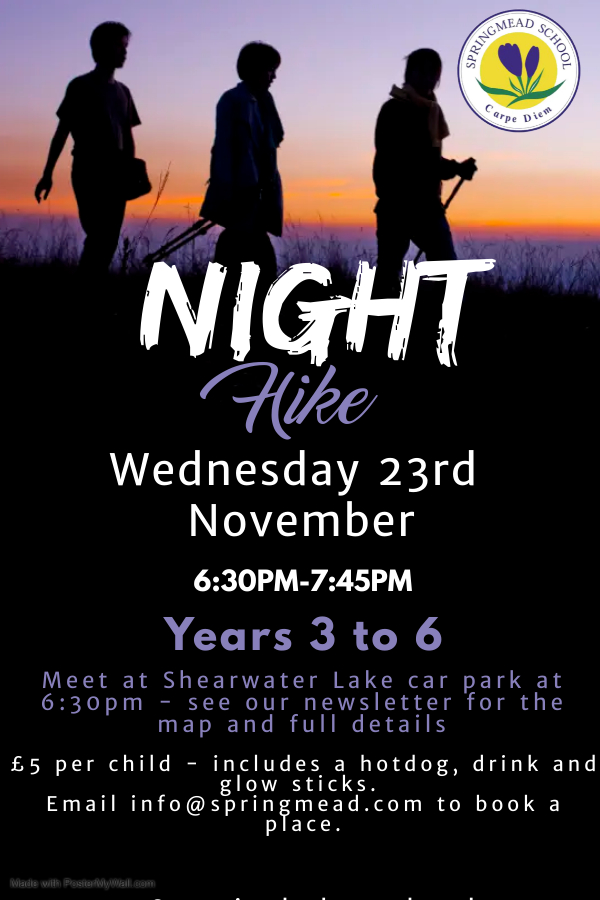 SPRINGMEAD SCHOOL
Carpe Diem
NIGHT
Hike
Wednesday 23rd
November
6:30PM-7:45PM
Years 3 to 6
Meet at Shearwater Lake car park at
6:30pm - see our newsletter for the
map and full details
£5 per child - includes a hotdog, drink and
glow sticks.
Email info@springmead.com to book a
place.
Made with PosterMyWall.com